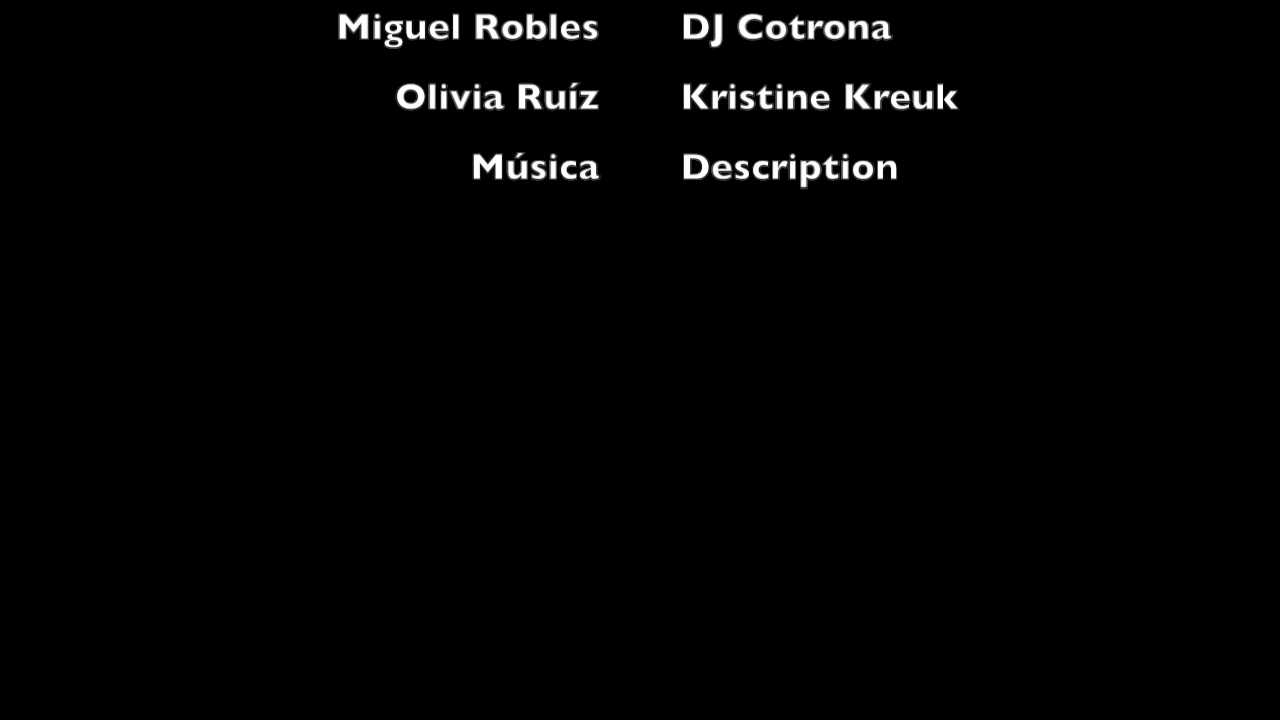 Miguel Robles DJ Cotrona
Olivia Ruíz Kristine Kreuk
Música Description